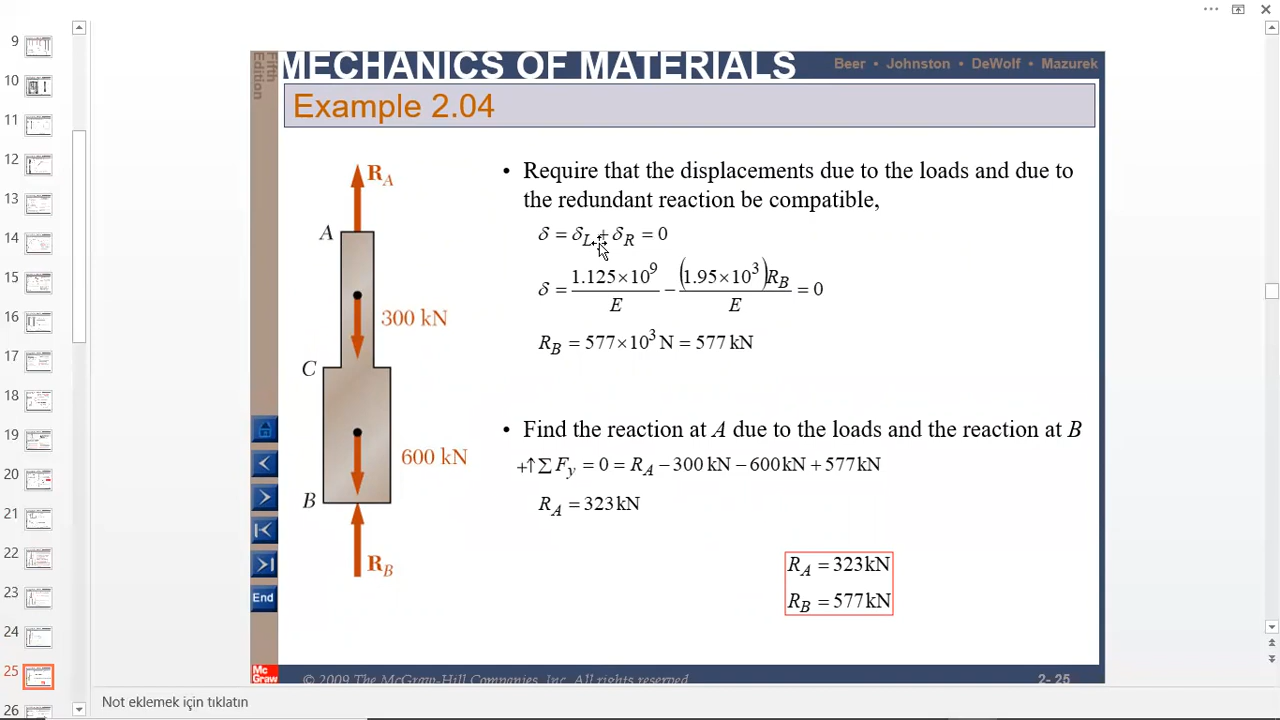 9
10
11
12
13
14
15
16
17
18
19
20
21
22
23
24
25
26
Fifth
Edition
MECHANICS OF MATERIALS
Beer • Johnston • DeWolf • Mazurek
Example 2.04
R_A
A
300 kN
C
600 kN
B
R_B
• Require that the displacements due to the loads and due to
the redundant reaction be compatible,
δ = δ_L + δ_R = 0
δ = (1.125×10^9)/E − ((1.95×10^3)R_B)/E = 0
R_B = 577×10^3 N = 577 kN
• Find the reaction at A due to the loads and the reaction at B
+↑ Σ F_y = 0 = R_A − 300 kN − 600kN + 577kN
R_A = 323kN
R_A = 323kN
R_B = 577kN
End
Mc
Graw
© 2009 The McGraw-Hill Companies, Inc. All rights reserved.
2- 25
Not eklemek için tıklatın